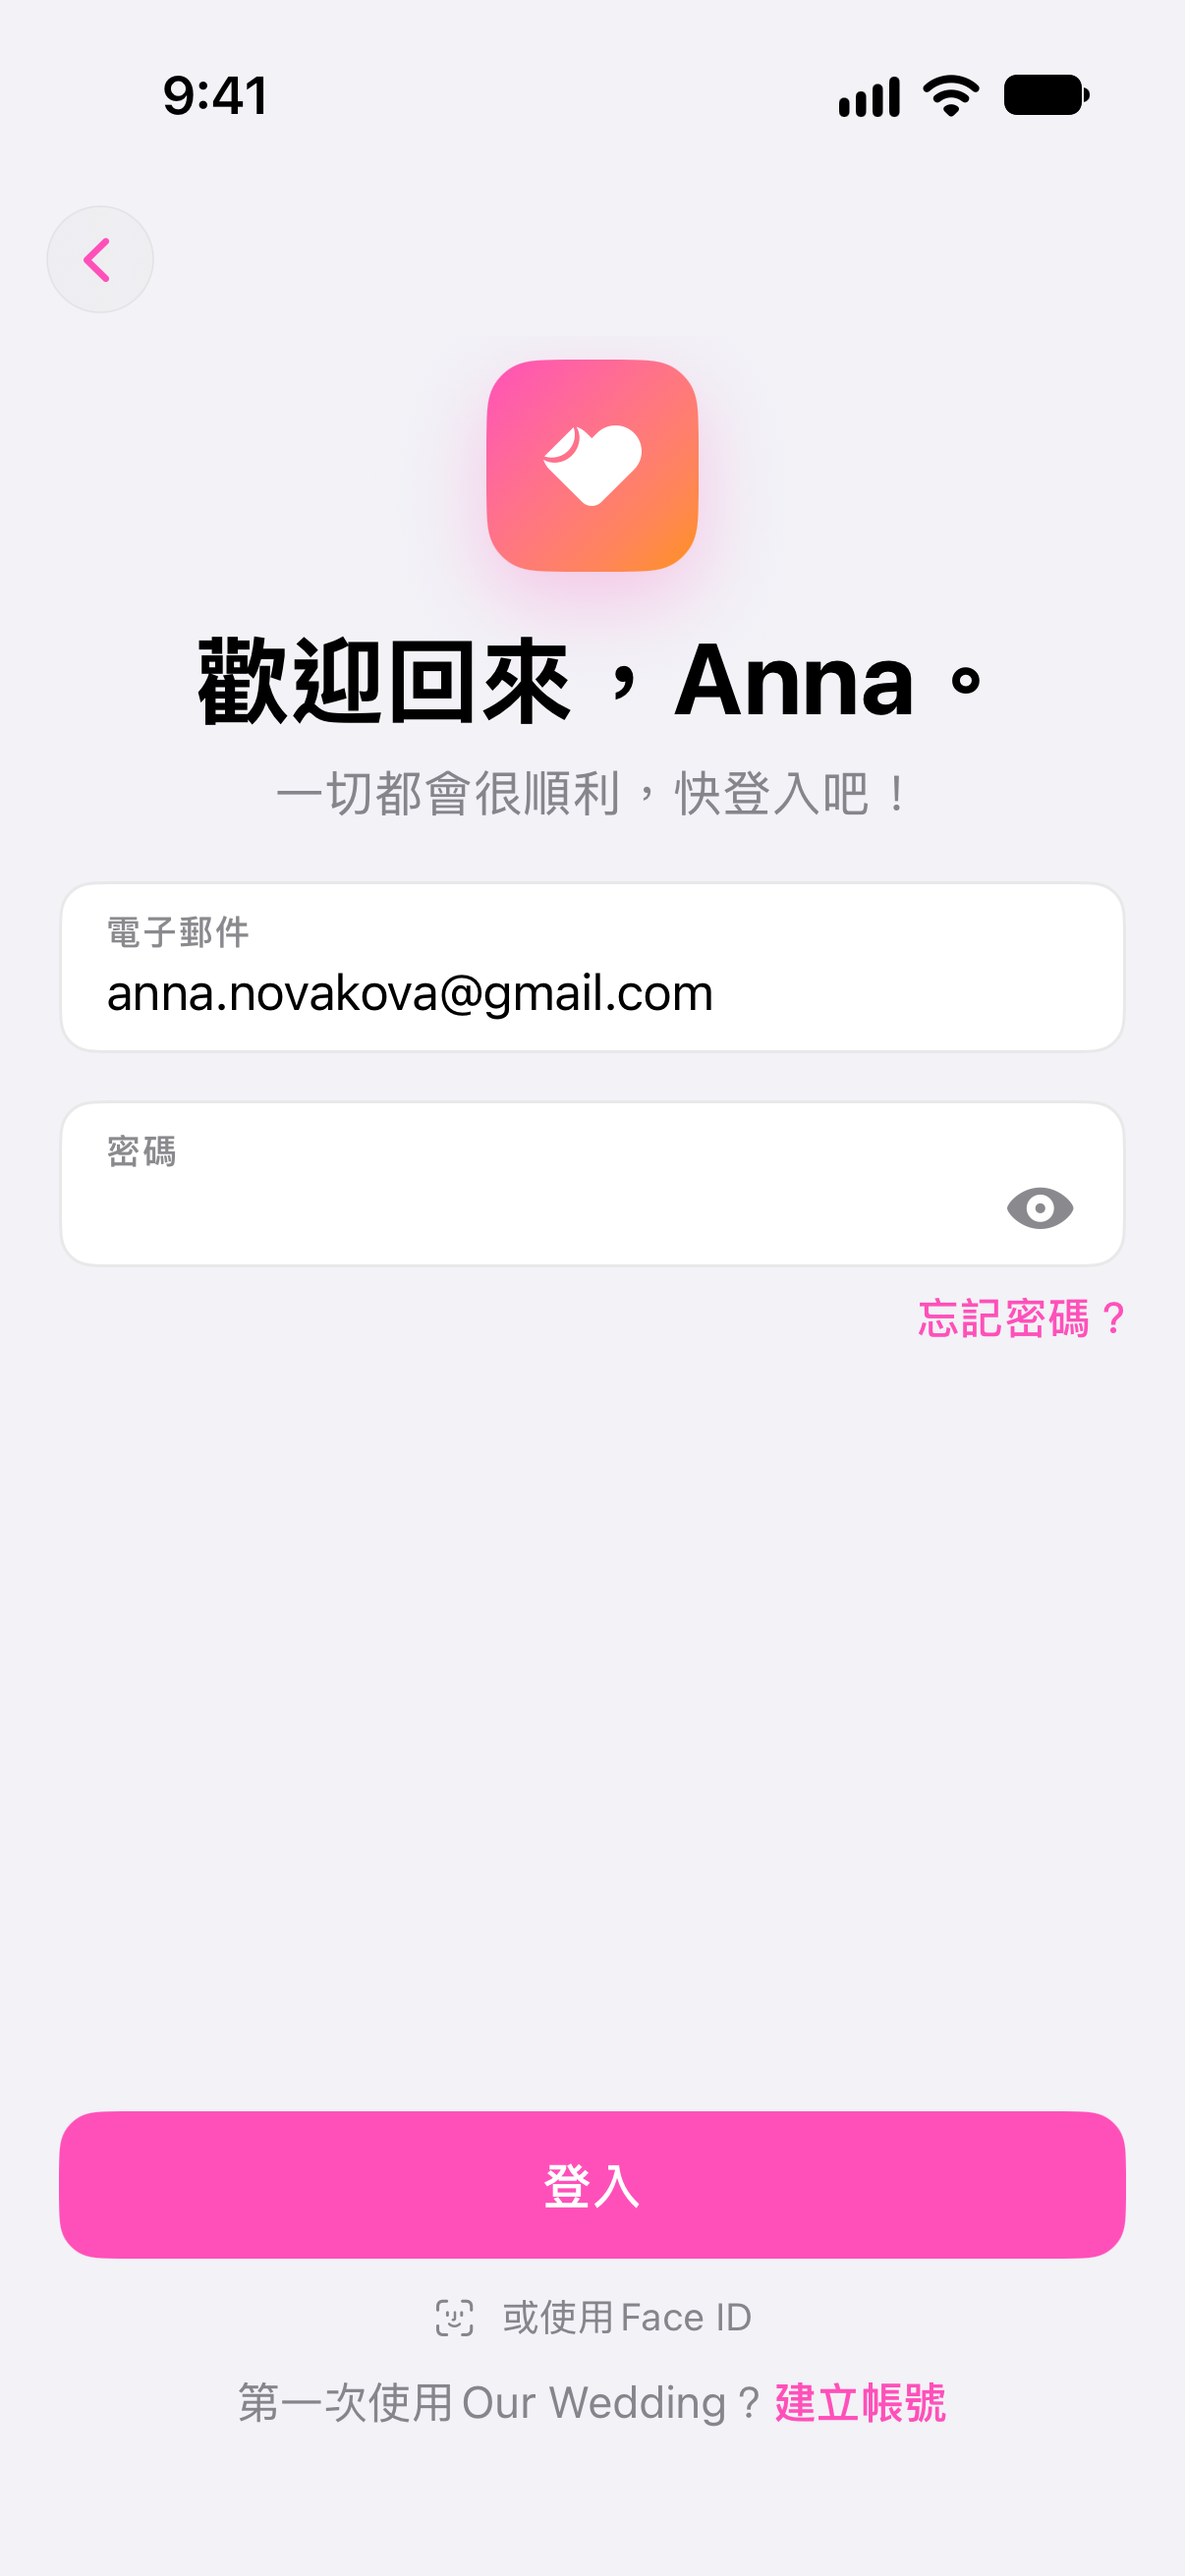 9:41
歡迎回來，Anna。
一切都會很順利，快登入吧！
電子郵件
anna.novakova@gmail.com
密碼
忘記密碼？
登入
或使用 Face ID
第一次使用 Our Wedding？建立帳號